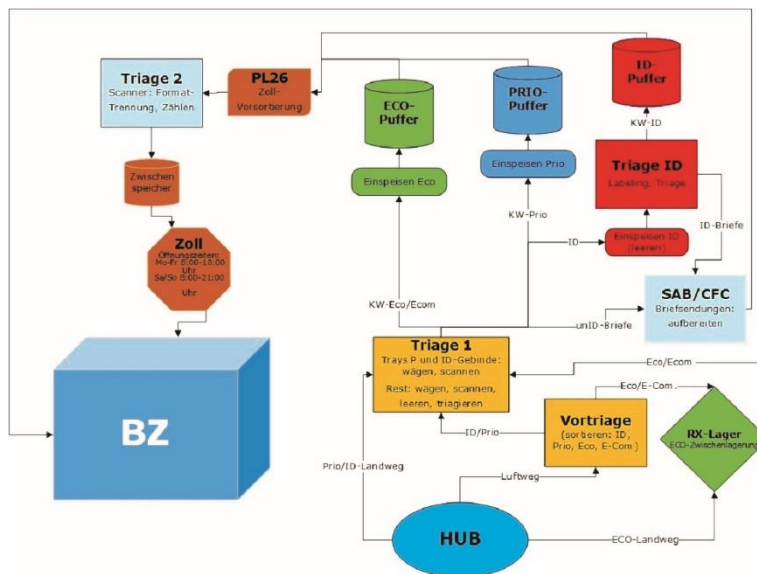 Triage 2
Scanner: Format-
Trennung, Zählen
PL26
Zoll-
Vorsortierung
ECO-
Puffer
PRIO-
Puffer
ID-
Puffer
KW-ID
Einspeisen Eco
Einspeisen Prio
Triage ID
Labeling, Triage
Zwischen
speicher
KW-Prio
ID-Briefe
ID
Einspeisen ID
(leeren)
Zoll
Öffnungszeiten:
Mo-Fr 6:00-18:00
Uhr
Sa/So 8:00-21:00
Uhr
SAB/CFC
Briefsendungen:
aufbereiten
KW-Eco/Ecom
unID-Briefe
Triage 1
Trays P und ID-Gebinde:
wägen, scannen
Rest: wägen, scannen,
leeren, triagieren
Eco/Ecom
Eco/E-Com.
BZ
Vortriage
(sortieren: ID,
Prio, Eco, E-Com)
ID/Prio
RX-Lager
ECO-Zwischenlagerung
Prio/ID-Landweg
Luftweg
HUB
ECO-Landweg